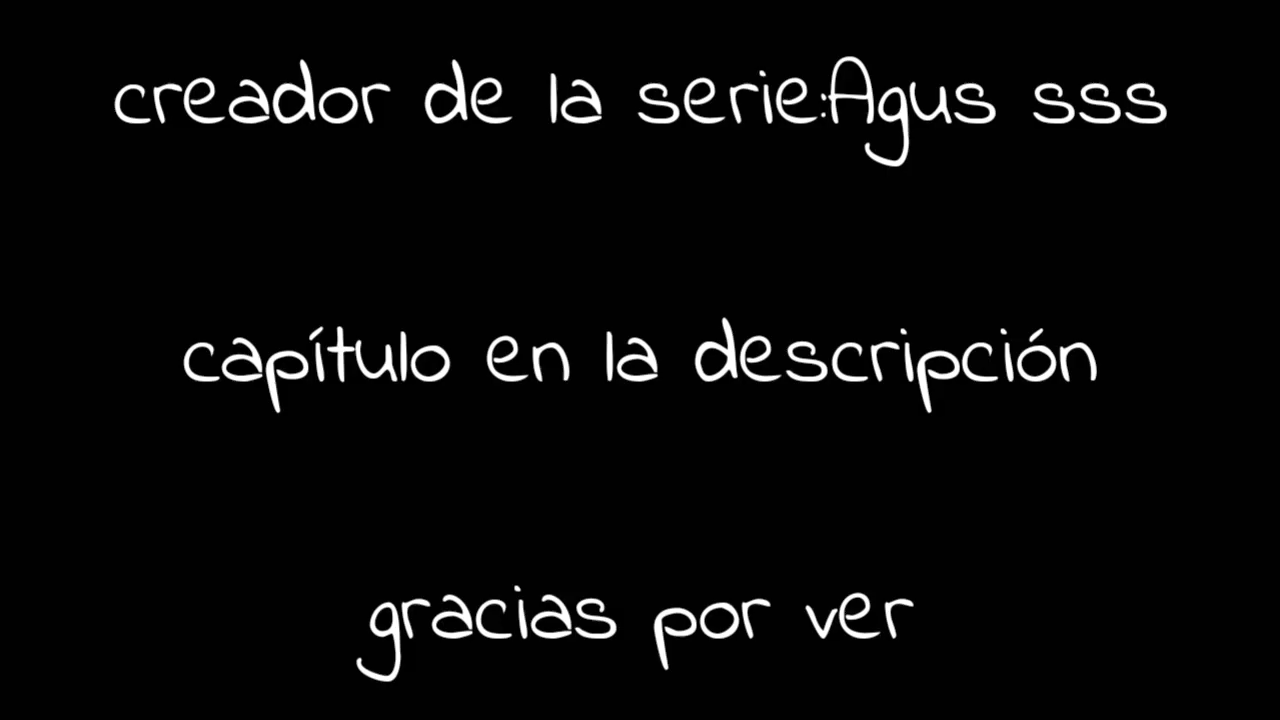 creador de la serie:Agus sss
capítulo en la descripción
gracias por ver